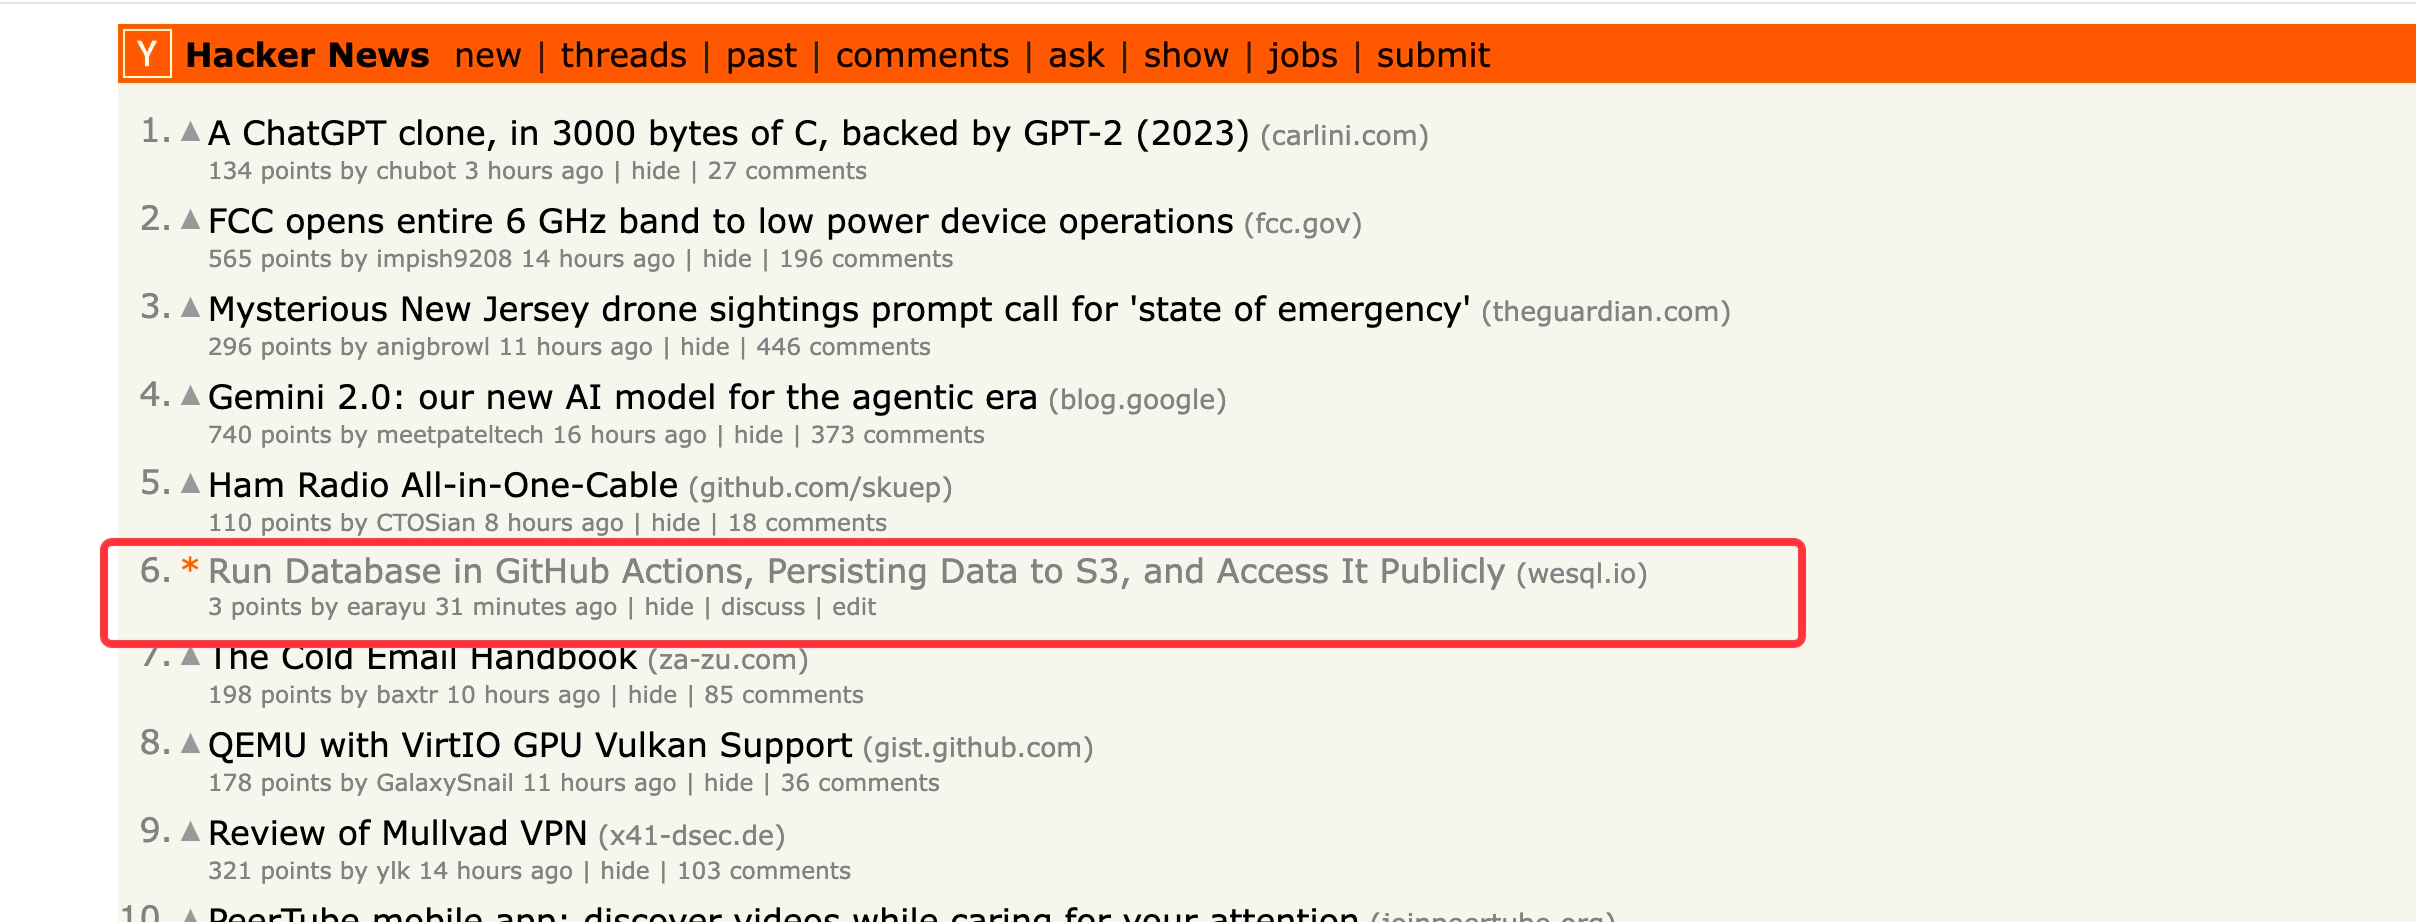 Y Hacker News new | threads | past | comments | ask | show | jobs | submit
1. ▲ A ChatGPT clone, in 3000 bytes of C, backed by GPT-2 (2023) (carlini.com)
134 points by chubot 3 hours ago | hide | 27 comments
2. ▲ FCC opens entire 6 GHz band to low power device operations (fcc.gov)
565 points by impish9208 14 hours ago | hide | 196 comments
3. ▲ Mysterious New Jersey drone sightings prompt call for 'state of emergency' (theguardian.com)
296 points by anigbrowl 11 hours ago | hide | 446 comments
4. ▲ Gemini 2.0: our new AI model for the agentic era (blog.google)
740 points by meetpateltech 16 hours ago | hide | 373 comments
5. ▲ Ham Radio All-in-One-Cable (github.com/skuep)
110 points by CTOSian 8 hours ago | hide | 18 comments
6. * Run Database in GitHub Actions, Persisting Data to S3, and Access It Publicly (wesql.io)
3 points by earayu 31 minutes ago | hide | discuss | edit
7. ▲ The Cold Email Handbook (za-zu.com)
198 points by baxtr 10 hours ago | hide | 85 comments
8. ▲ QEMU with VirtIO GPU Vulkan Support (gist.github.com)
178 points by GalaxySnail 11 hours ago | hide | 36 comments
9. ▲ Review of Mullvad VPN (x41-dsec.de)
321 points by ylk 14 hours ago | hide | 103 comments
10. ▲ PeerTube mobile app: discover videos while caring for your attention (joinpeertube.org)